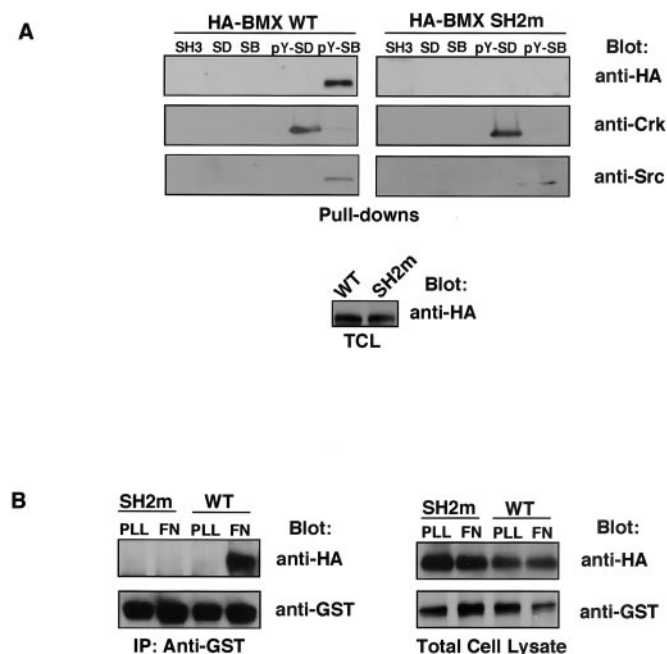 A
HA-BMX WT HA-BMX SH2m
SH3 SD SB pY-SD pY-SB SH3 SD SB pY-SD pY-SB Blot:
anti-HA
anti-Crk
anti-Src
Pull-downs
WT SH2m Blot:
anti-HA
TCL
B
SH2m WT SH2m WT
PLL FN PLL FN Blot: PLL FN PLL FN Blot:
anti-HA anti-HA
anti-GST anti-GST
IP: Anti-GST Total Cell Lysate